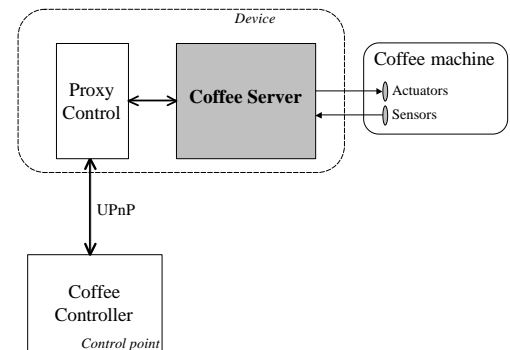 Device
Coffee machine
Proxy
Control
Coffee Server
Actuators
Sensors
UPnP
Coffee
Controller
Control point